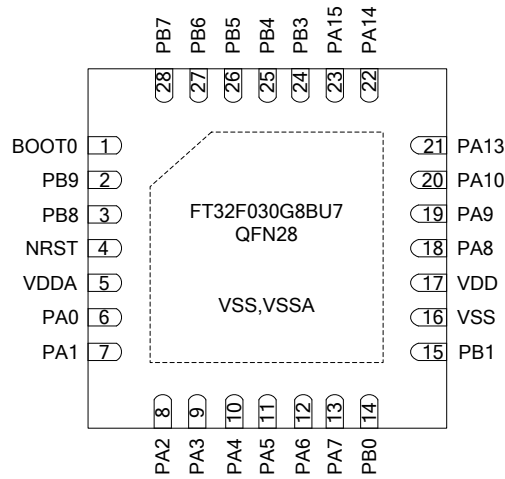 PB7 PB6 PB5 PB4 PB3 PA15 PA14
28 27 26 25 24 23 22
BOOT0 1
PB9 2
PB8 3
NRST 4
VDDA 5
PA0 6
PA1 7
FT32F030G8BU7
QFN28
VSS,VSSA
21 PA13
20 PA10
19 PA9
18 PA8
17 VDD
16 VSS
15 PB1
8 9 10 11 12 13 14
PA2 PA3 PA4 PA5 PA6 PA7 PB0